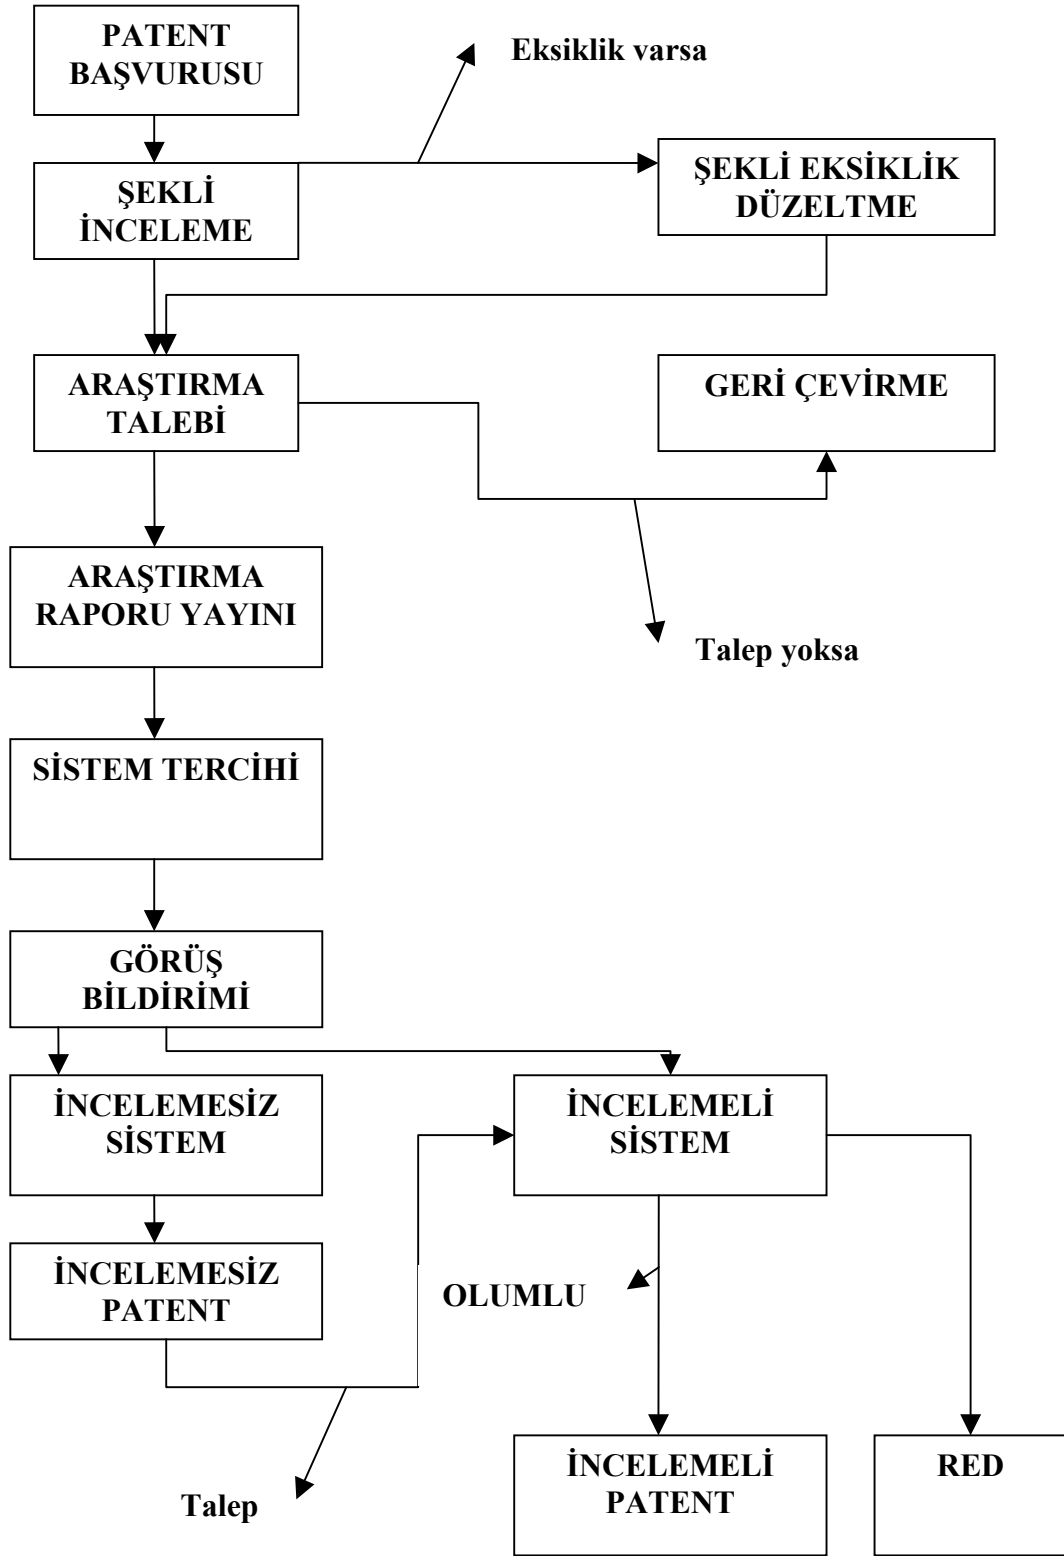 PATENT
BAŞVURUSU
Eksiklik varsa
ŞEKLİ
İNCELEME
ŞEKLİ EKSİKLİK
DÜZELTME
ARAŞTIRMA
TALEBİ
GERİ ÇEVİRME
ARAŞTIRMA
RAPORU YAYINI
Talep yoksa
SİSTEM TERCİHİ
GÖRÜŞ
BİLDİRİMİ
İNCELEMESİZ
SİSTEM
İNCELEMELİ
SİSTEM
İNCELEMESİZ
PATENT
OLUMLU
İNCELEMELİ
PATENT
RED
Talep